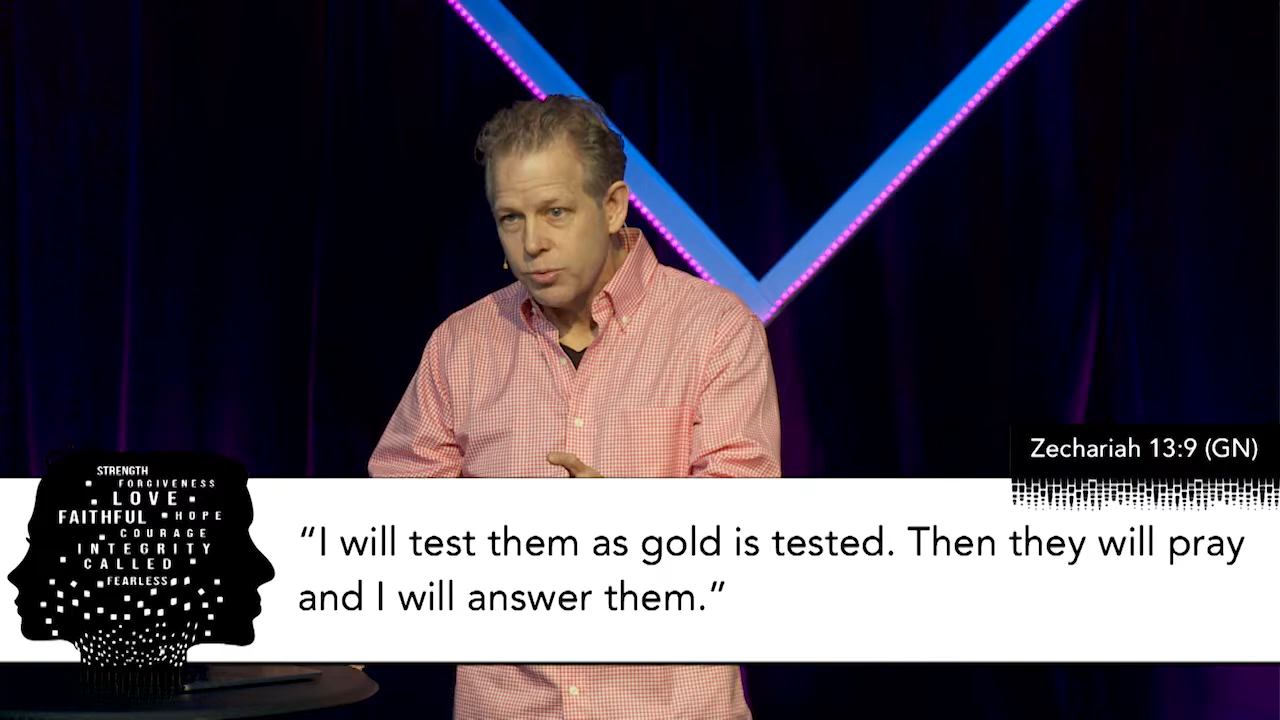 Zechariah 13:9 (GN)
STRENGTH
FORGIVENESS
LOVE
FAITHFUL HOPE
COURAGE
INTEGRITY
CALLED
FEARLESS
“I will test them as gold is tested. Then they will pray
and I will answer them.”